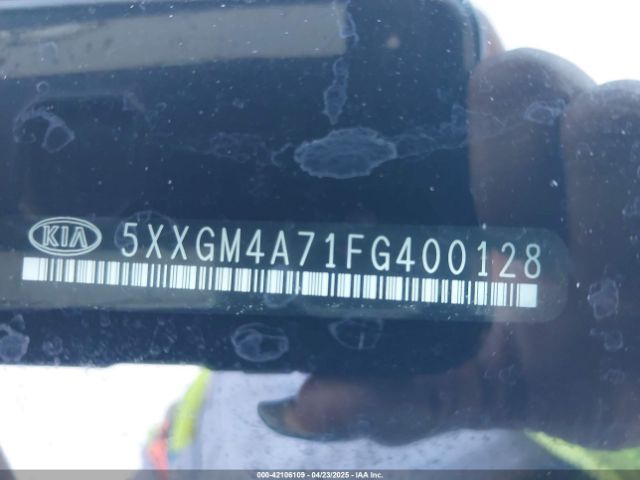 KIA 5XXGM4A71FG400128
000-42106109 - 04/23/2025 - IAA Inc.